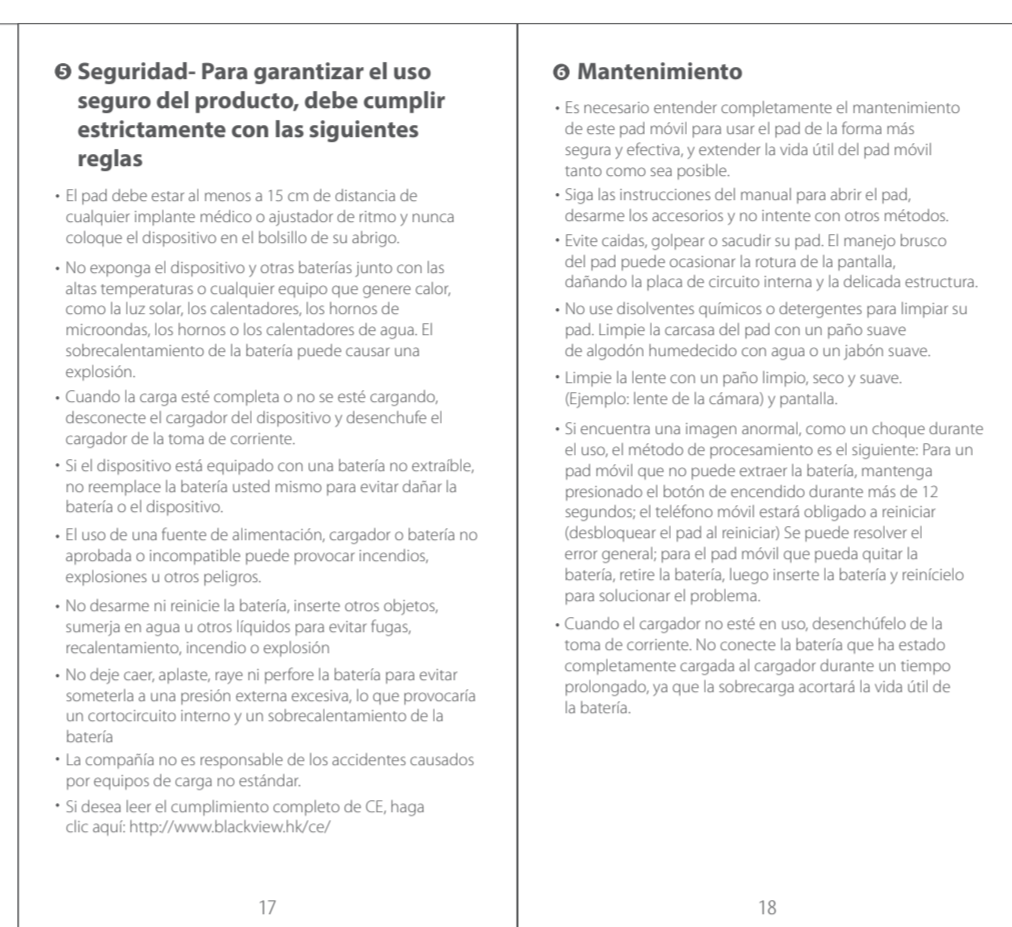 ❺ Seguridad- Para garantizar el uso
seguro del producto, debe cumplir
estrictamente con las siguientes
reglas
• El pad debe estar al menos a 15 cm de distancia de
cualquier implante médico o ajustador de ritmo y nunca
coloque el dispositivo en el bolsillo de su abrigo.
• No exponga el dispositivo y otras baterías junto con las
altas temperaturas o cualquier equipo que genere calor,
como la luz solar, los calentadores, los hornos de
microondas, los hornos o los calentadores de agua. El
sobrecalentamiento de la batería puede causar una
explosión.
• Cuando la carga esté completa o no se esté cargando,
desconecte el cargador del dispositivo y desenchufe el
cargador de la toma de corriente.
• Si el dispositivo está equipado con una batería no extraíble,
no reemplace la batería usted mismo para evitar dañar la
batería o el dispositivo.
• El uso de una fuente de alimentación, cargador o batería no
aprobada o incompatible puede provocar incendios,
explosiones u otros peligros.
• No desarme ni reinicie la batería, inserte otros objetos,
sumerja en agua u otros líquidos para evitar fugas,
recalentamiento, incendio o explosión
• No deje caer, aplaste, raye ni perfore la batería para evitar
someterla a una presión externa excesiva, lo que provocaría
un cortocircuito interno y un sobrecalentamiento de la
batería
• La compañía no es responsable de los accidentes causados
por equipos de carga no estándar.
• Si desea leer el cumplimiento completo de CE, haga
clic aquí: http://www.blackview.hk/ce/
17
❻ Mantenimiento
• Es necesario entender completamente el mantenimiento
de este pad móvil para usar el pad de la forma más
segura y efectiva, y extender la vida útil del pad móvil
tanto como sea posible.
• Siga las instrucciones del manual para abrir el pad,
desarme los accesorios y no intente con otros métodos.
• Evite caidas, golpear o sacudir su pad. El manejo brusco
del pad puede ocasionar la rotura de la pantalla,
dañando la placa de circuito interna y la delicada estructura.
• No use disolventes químicos o detergentes para limpiar su
pad. Limpie la carcasa del pad con un paño suave
de algodón humedecido con agua o un jabón suave.
• Limpie la lente con un paño limpio, seco y suave.
(Ejemplo: lente de la cámara) y pantalla.
• Si encuentra una imagen anormal, como un choque durante
el uso, el método de procesamiento es el siguiente: Para un
pad móvil que no puede extraer la batería, mantenga
presionado el botón de encendido durante más de 12
segundos; el teléfono móvil estará obligado a reiniciar
(desbloquear el pad al reiniciar) Se puede resolver el
error general; para el pad móvil que pueda quitar la
batería, retire la batería, luego inserte la batería y reinícielo
para solucionar el problema.
• Cuando el cargador no esté en uso, desenchúfelo de la
toma de corriente. No conecte la batería que ha estado
completamente cargada al cargador durante un tiempo
prolongado, ya que la sobrecarga acortará la vida útil de
la batería.
18